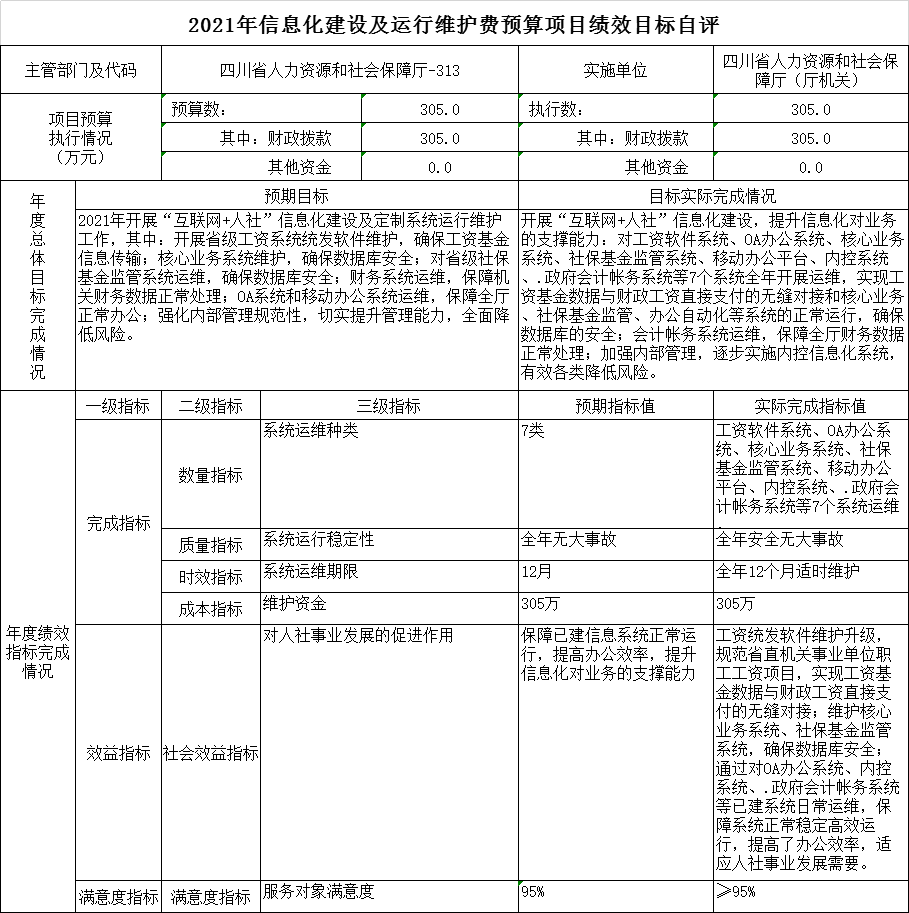 2021年信息化建设及运行维护费预算项目绩效目标自评
主管部门及代码
四川省人力资源和社会保障厅-313
实施单位
四川省人力资源和社会保
障厅（厅机关）
项目预算
执行情况
（万元）
预算数：
305.0
执行数：
305.0
其中：财政拨款
305.0
其中：财政拨款
305.0
其他资金
0.0
其他资金
0.0
年
度
总
体
目
标
完
成
情
况
预期目标
目标实际完成情况
2021年开展“互联网+人社”信息化建设及定制系统运行维护
工作，其中：开展省级工资系统统发软件维护，确保工资基金
信息传输；核心业务系统维护，确保数据库安全；对省级社保
基金监管系统运维，确保数据库安全；财务系统运维，保障机
关财务数据正常处理；OA系统和移动办公系统运维，保障全厅
正常办公；强化内部管理规范性，切实提升管理能力，全面降
低风险。
开展“互联网+人社”信息化建设，提升信息化对业务
的支撑能力：对工资软件系统、OA办公系统、核心业务
系统、社保基金监管系统、移动办公平台、内控系统
、.政府会计帐务系统等7个系统全年开展运维，实现工
资基金数据与财政工资直接支付的无缝对接和核心业务
、社保基金监管、办公自动化等系统的正常运行，确保
数据库的安全；会计帐务系统运维，保障全厅财务数据
正常处理；加强内部管理，逐步实施内控信息化系统，
有效各类降低风险。
年度绩效
指标完成
情况
一级指标
二级指标
三级指标
预期指标值
实际完成指标值
完成指标
数量指标
系统运维种类
7类
工资软件系统、OA办公系
统、核心业务系统、社保
基金监管系统、移动办公
平台、内控系统、.政府会
计帐务系统等7个系统运维
质量指标
系统运行稳定性
全年无大事故
全年安全无大事故
时效指标
系统运维期限
12月
全年12个月适时维护
成本指标
维护资金
305万
305万
效益指标
社会效益指标
对人社事业发展的促进作用
保障已建信息系统正常运
行，提高办公效率，提升
信息化对业务的支撑能力
工资统发软件维护升级，
规范省直机关事业单位职
工工资项目，实现工资基
金数据与财政工资直接支
付的无缝对接；维护核心
业务系统、社保基金监管
系统，确保数据库安全；
通过对OA办公系统、内控
系统、.政府会计帐务系统
等已建系统日常运维，保
障系统正常稳定高效运
行，提高了办公效率，适
应人社事业发展需要。
满意度指标
满意度指标
服务对象满意度
95%
≥95%